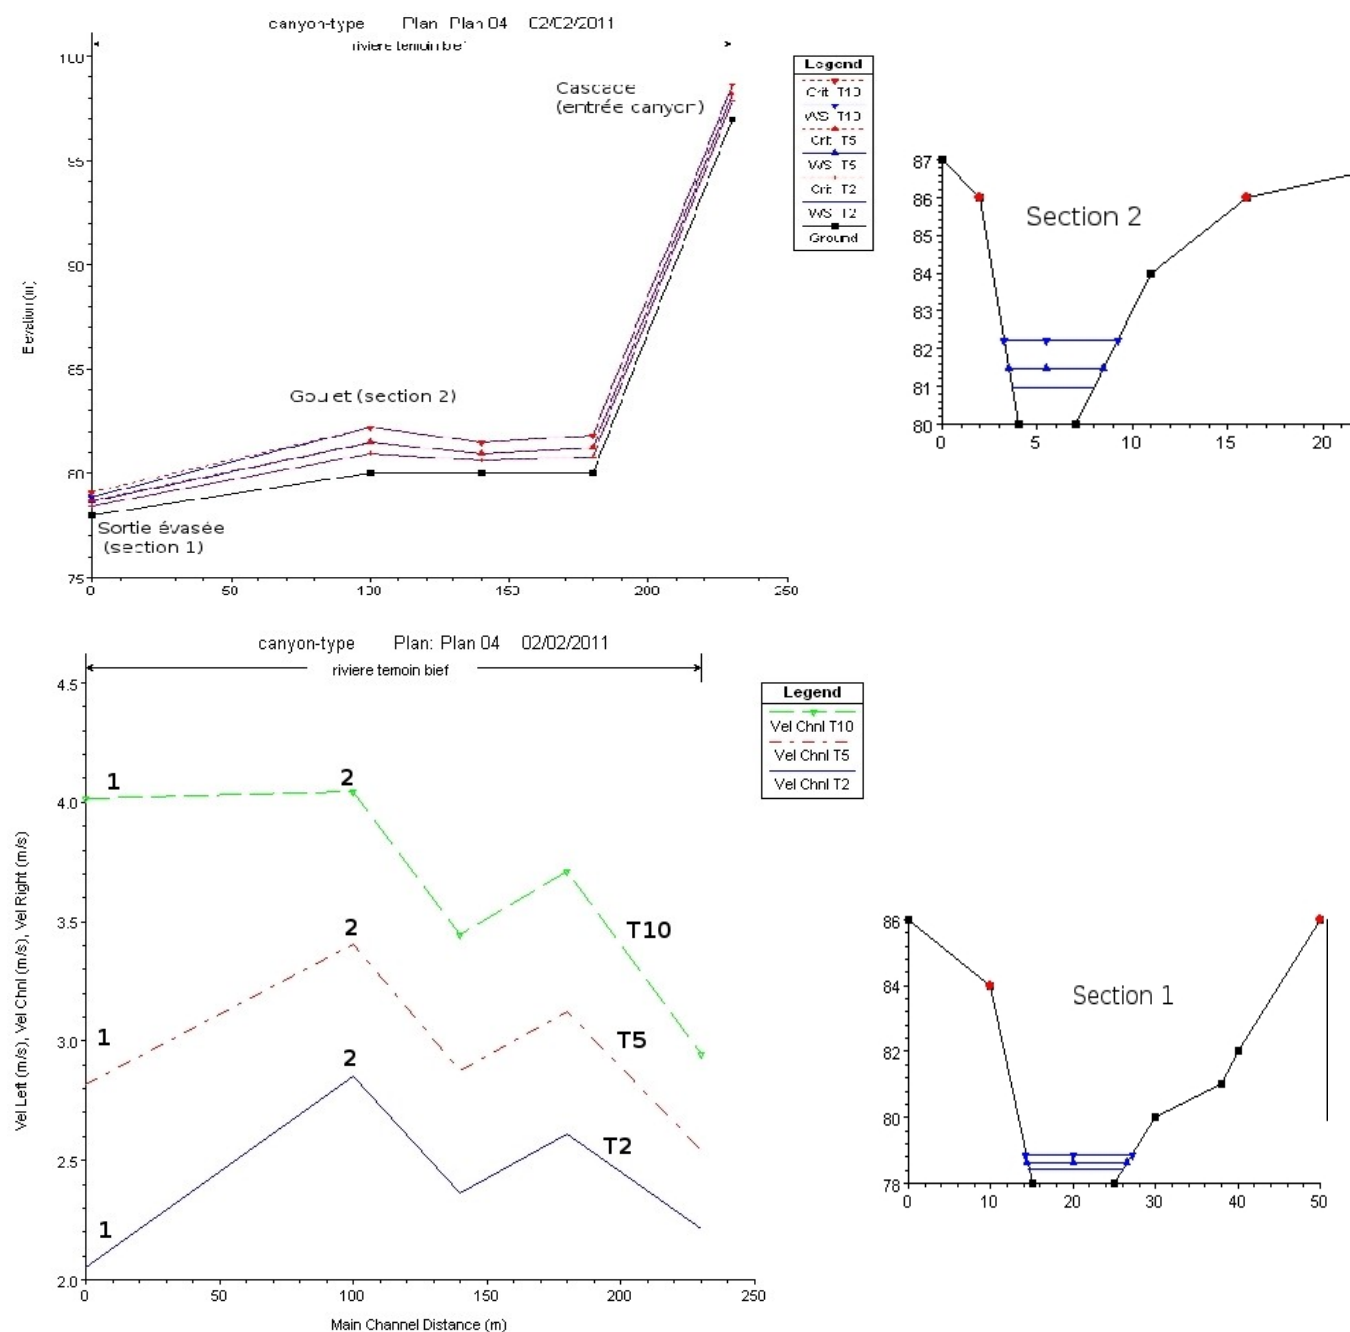 canyon-type Plan: Plan 04 02/02/2011
riviere temoin bief
100
95
90
85
80
75
Elevation (m)
Cascade
(entrée canyon)
Goulet (section 2)
Sortie évasée
(section 1)
0 50 100 150 200 250
Legend
Crit T10
WS T10
Crit T5
WS T5
Crit T2
WS T2
Ground
87
86
85
84
83
82
81
80
Section 2
0 5 10 15 20
canyon-type Plan: Plan 04 02/02/2011
riviere temoin bief
4.5
4.0
3.5
3.0
2.5
2.0
Vel Left (m/s), Vel Chnl (m/s), Vel Right (m/s)
1 2
T10
1 2
T5
1 2
T2
0 50 100 150 200 250
Main Channel Distance (m)
Legend
Vel Chnl T10
Vel Chnl T5
Vel Chnl T2
86
84
82
80
78
Section 1
0 10 20 30 40 50